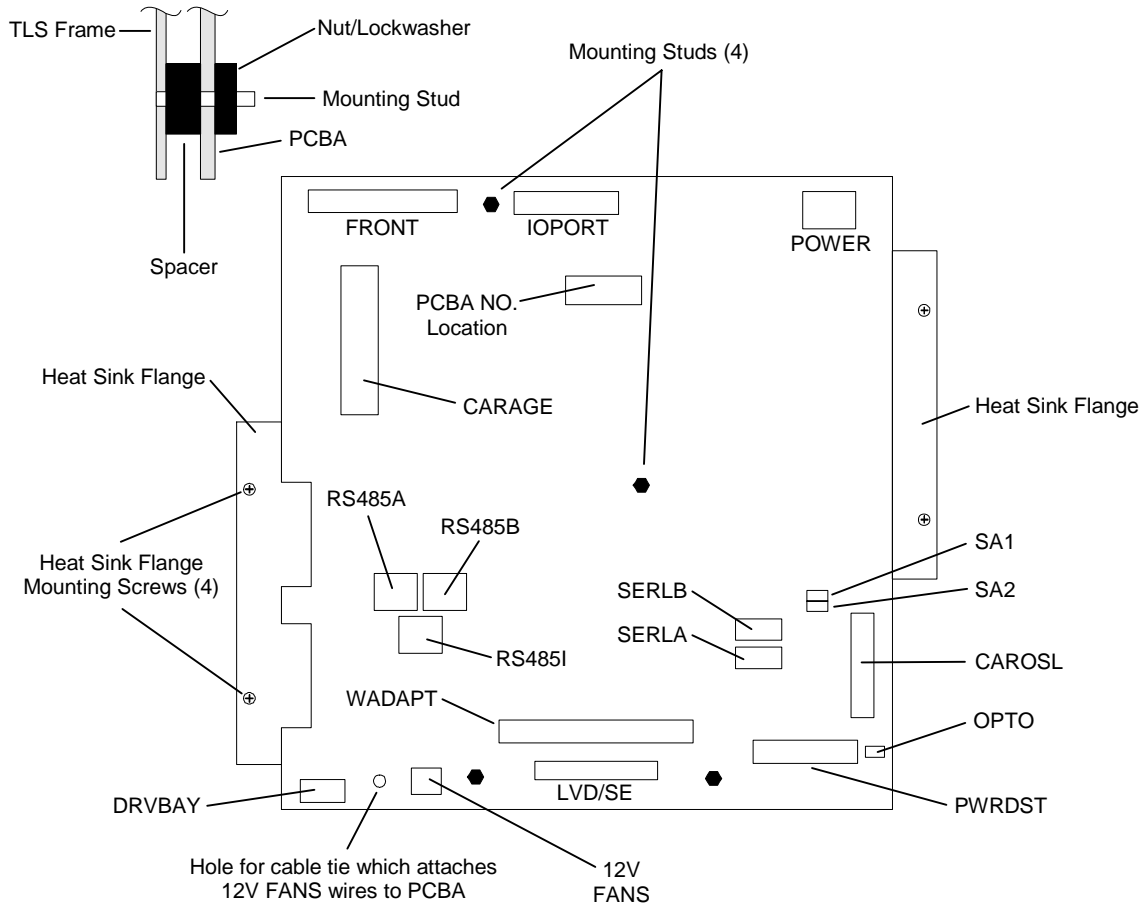 TLS Frame
Nut/Lockwasher
Mounting Studs (4)
Mounting Stud
PCBA
Spacer
FRONT
IOPORT
POWER
PCBA NO.
Location
Heat Sink Flange
CARAGE
Heat Sink Flange
RS485A
RS485B
SA1
Heat Sink Flange
Mounting Screws (4)
SA2
SERLB
SERLA
RS485I
CAROSL
WADAPT
OPTO
DRVBAY
LVD/SE
PWRDST
Hole for cable tie which attaches
12V FANS wires to PCBA
12V
FANS